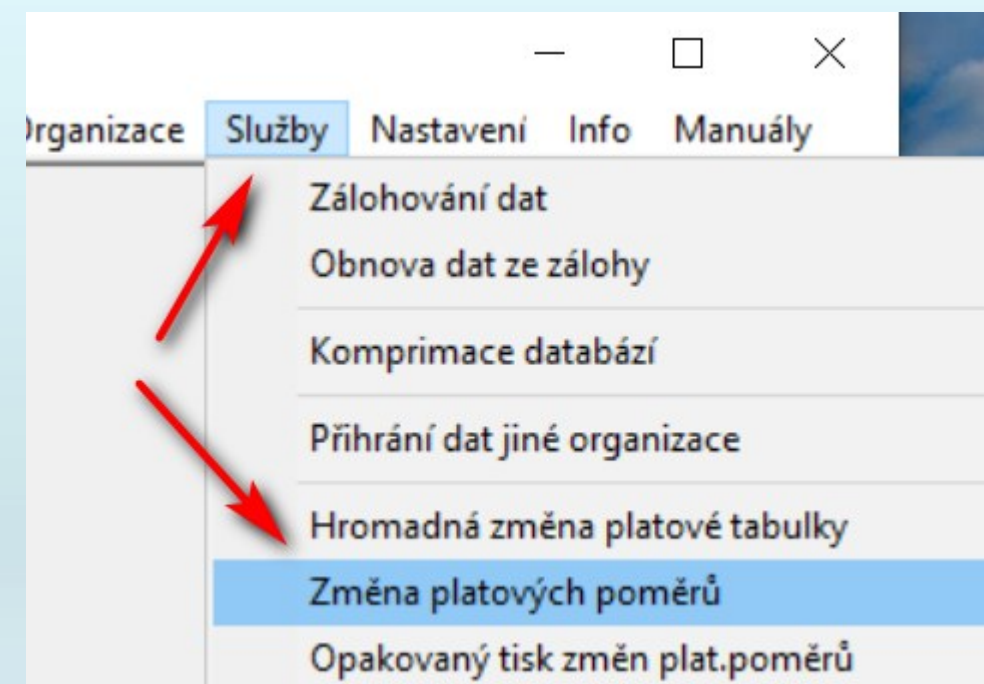 rganizace Služby Nastavení Info Manuály
Zálohování dat
Obnova dat ze zálohy
Komprimace databází
Přihrání dat jiné organizace
Hromadná změna platové tabulky
Změna platových poměrů
Opakovaný tisk změn plat.poměrů